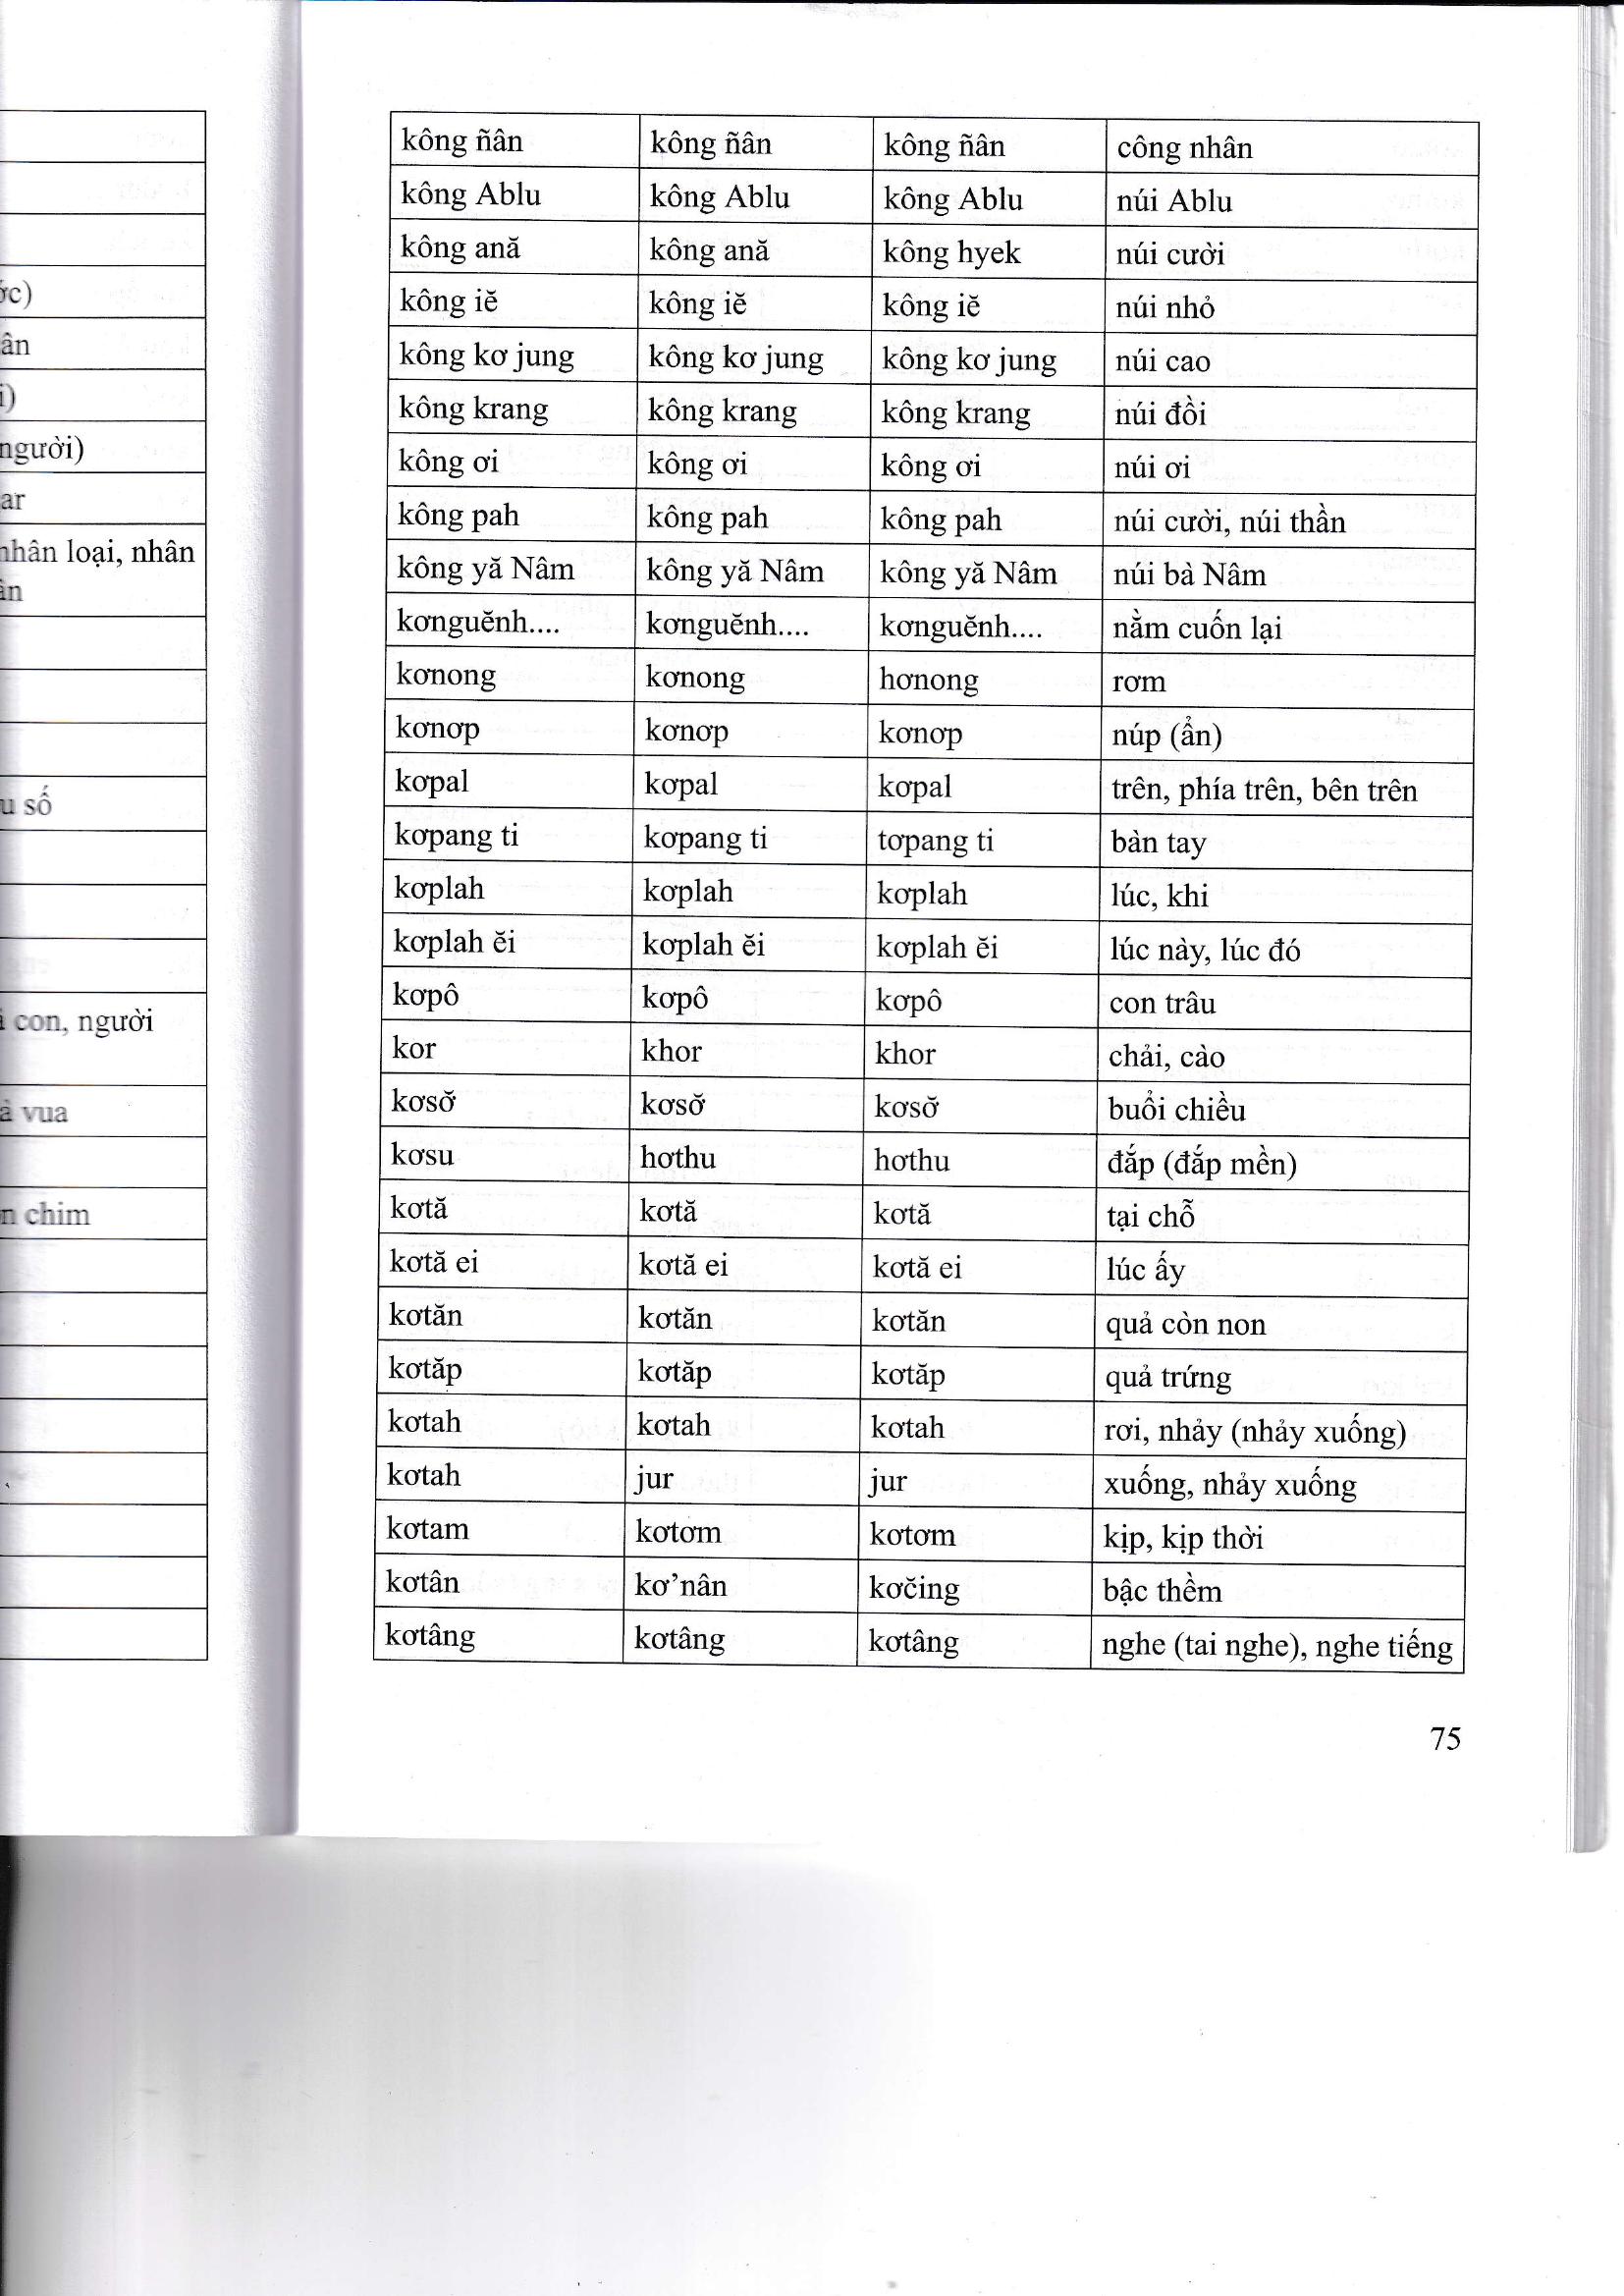 ớc)
ân
i)
người)
ar
nhân loại, nhân
ân
u số
con, người
à vua
n chim
kông ñân kông ñân kông ñân công nhân
kông Ablu kông Ablu kông Ablu núi Ablu
kông ană kông ană kông hyek núi cười
kông iĕ kông iĕ kông iĕ núi nhỏ
kông kơ jung kông kơ jung kông kơ jung núi cao
kông krang kông krang kông krang núi đồi
kông ơi kông ơi kông ơi núi ơi
kông pah kông pah kông pah núi cười, núi thần
kông yă Nâm kông yă Nâm kông yă Nâm núi bà Nâm
kơnguĕnh.... kơnguĕnh.... kơnguĕnh.... nằm cuốn lại
kơnong kơnong hơnong rơm
kơnơp kơnơp kơnơp núp (ẩn)
kơpal kơpal kơpal trên, phía trên, bên trên
kơpang ti kơpang ti tơpang ti bàn tay
kơplah kơplah kơplah lúc, khi
kơplah ĕi kơplah ĕi kơplah ĕi lúc này, lúc đó
kơpô kơpô kơpô con trâu
kor khor khor chải, cào
kơsơ̆ kơsơ̆ kơsơ̆ buổi chiều
kơsu hơthu hơthu đắp (đắp mền)
kơtă kơtă kơtă tại chỗ
kơtă ei kơtă ei kơtă ei lúc ấy
kơtăn kơtăn kơtăn quả còn non
kơtăp kơtăp kơtăp quả trứng
kơtah kơtah kơtah rơi, nhảy (nhảy xuống)
kơtah jur jur xuống, nhảy xuống
kơtam kơtơm kơtơm kịp, kịp thời
kơtân kơ’nân kơčing bậc thềm
kơtâng kơtâng kơtâng nghe (tai nghe), nghe tiếng
75